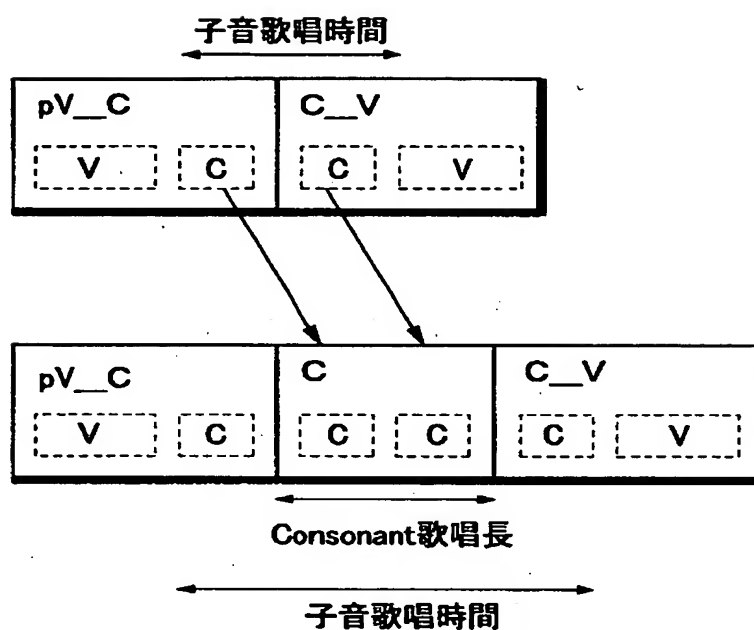 子音歌唱時間
pV__C C__V
V C C V
pV__C C C__V
V C C C C V
Consonant歌唱長
子音歌唱時間